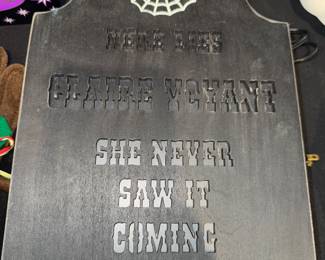 HERE LIES
CLAIRE VOYANT
SHE NEVER
SAW IT
COMING